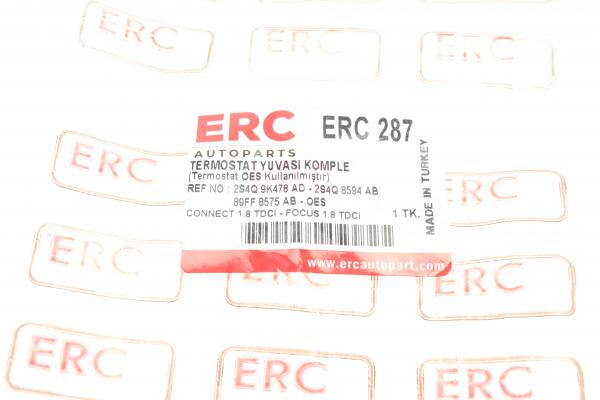 ERC
ERC
ERC
ERC ERC 287
AUTOPARTS
TERMOSTAT YUVASI KOMPLE
(Termostat OES Kullanılmıştır)
REF NO : 2S4Q 9K478 AD - 2S4Q 8594 AB
89FF 8575 AB - OES
CONNECT 1.8 TDCI - FOCUS 1.8 TDCI 1 TK.
MADE IN TURKEY
www.ercautopart.com
ERC
ERC
ERC
ERC
ERC
ERC
ERC
ERC